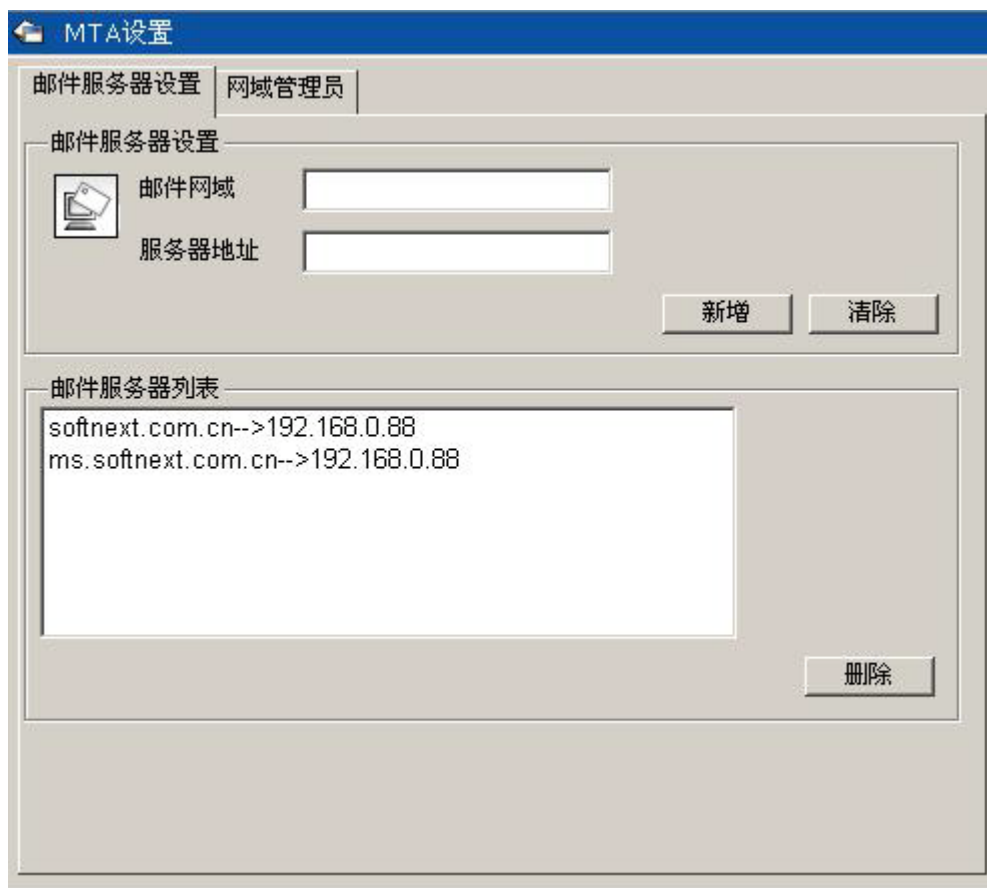 MTA设置
邮件服务器设置
网域管理员
邮件服务器设置
邮件网域
服务器地址
新增
清除
邮件服务器列表
softnext.com.cn-->192.168.0.88
ms.softnext.com.cn-->192.168.0.88
删除